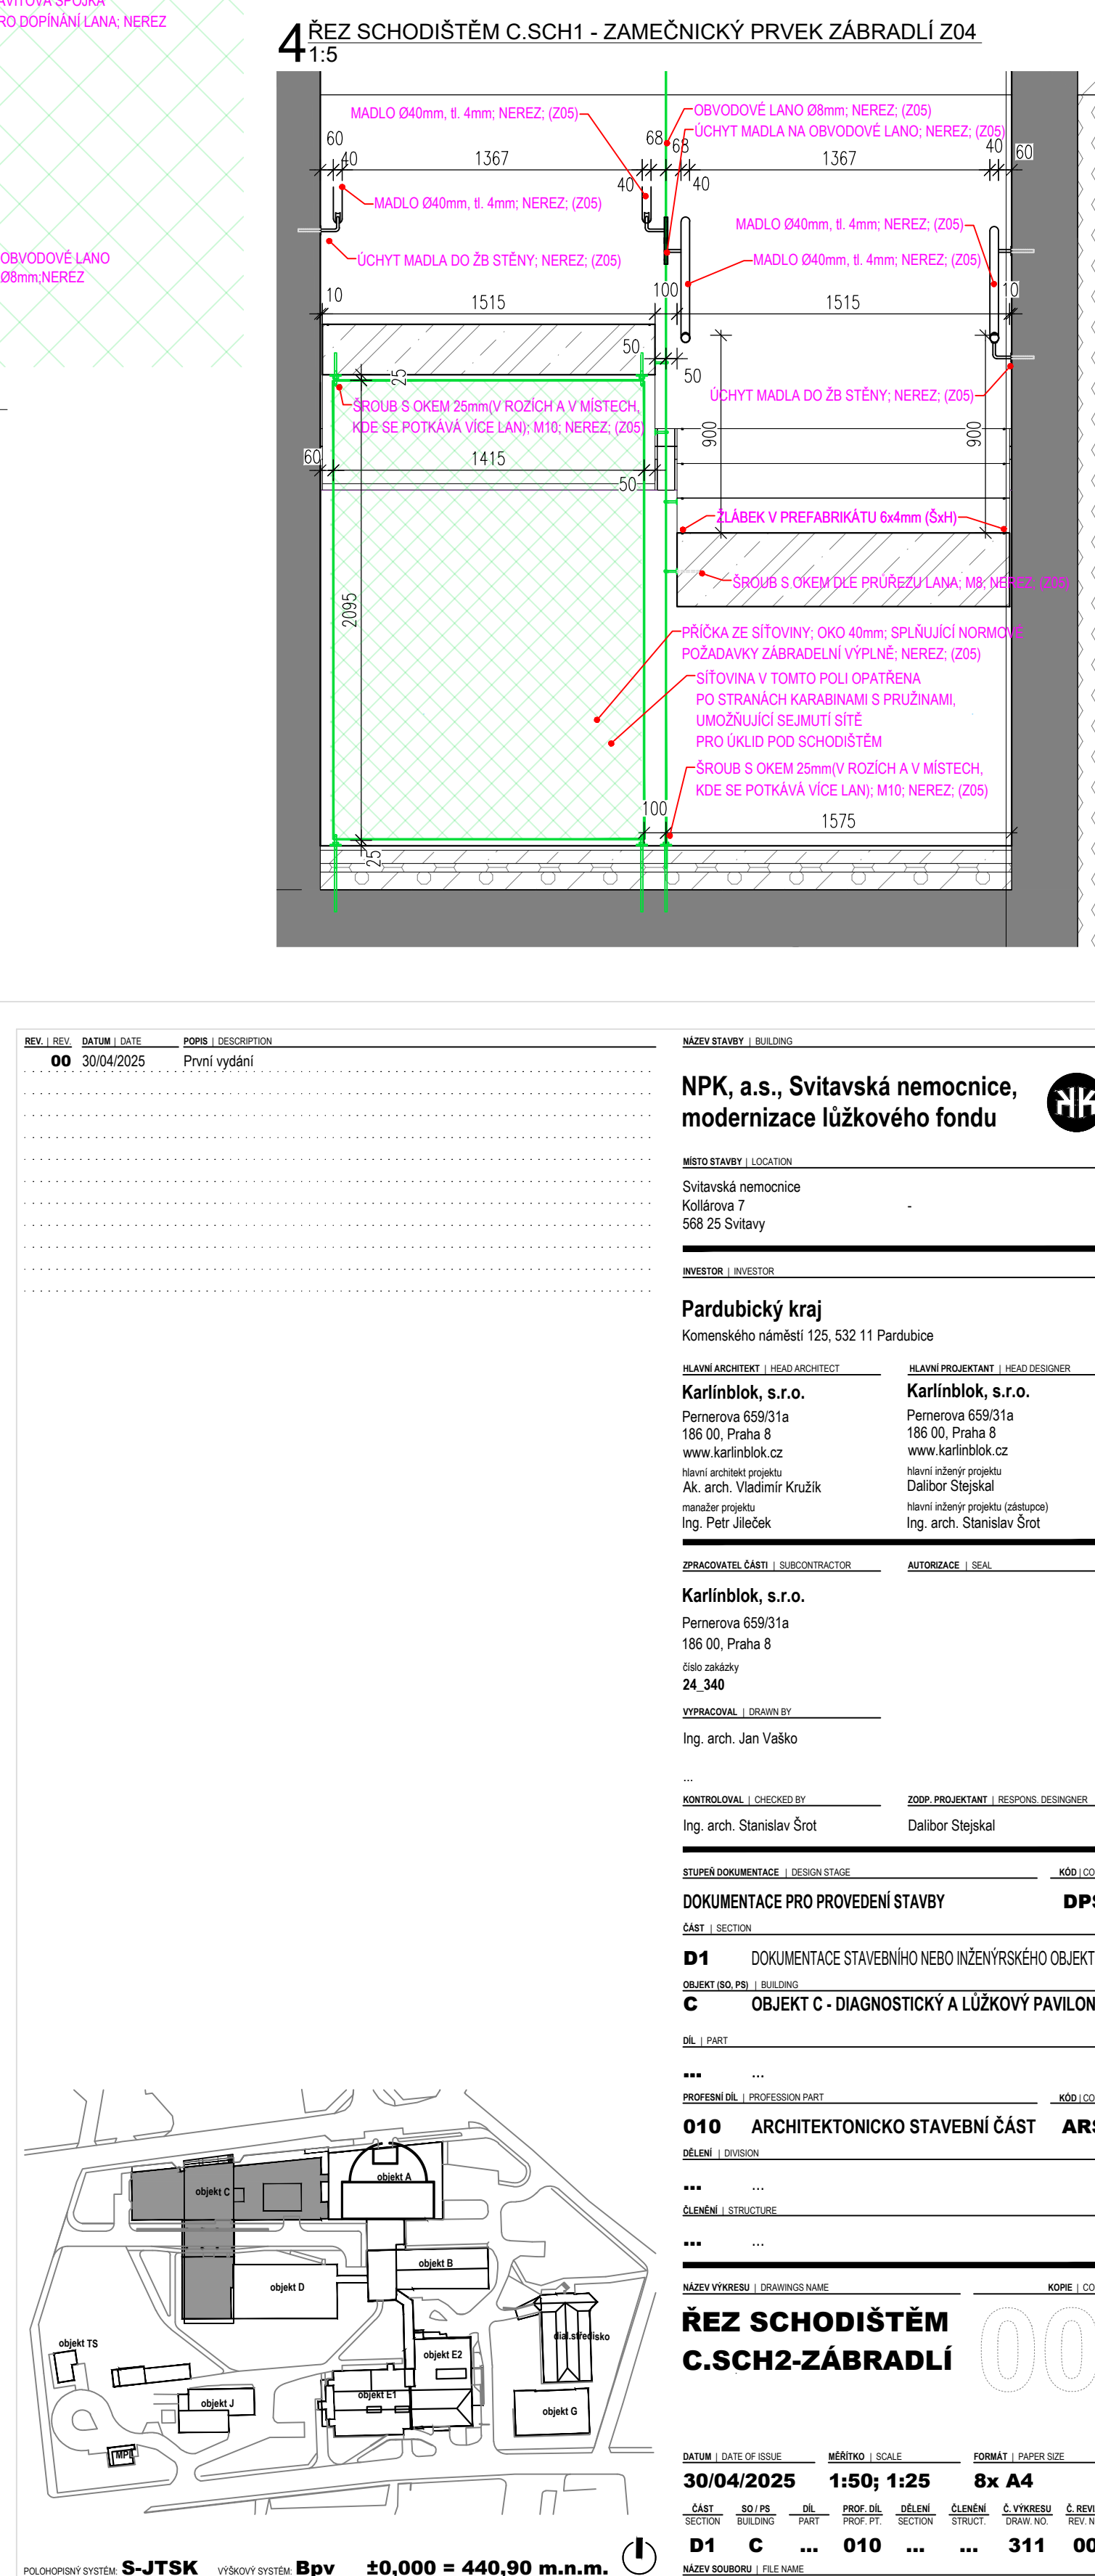 RO DOPÍNÁNÍ LANA; NEREZ
OBVODOVÉ LANO
Ø8mm;NEREZ
4 ŘEZ SCHODIŠTĚM C.SCH1 - ZAMEČNICKÝ PRVEK ZÁBRADLÍ Z04
1:5
MADLO Ø40mm, tl. 4mm; NEREZ; (Z05)
OBVODOVÉ LANO Ø8mm; NEREZ; (Z05)
ÚCHYT MADLA NA OBVODOVÉ LANO; NEREZ; (Z05)
60
40
1367
68
68
1367
40
60
40
40
MADLO Ø40mm, tl. 4mm; NEREZ; (Z05)
MADLO Ø40mm, tl. 4mm; NEREZ; (Z05)
ÚCHYT MADLA DO ŽB STĚNY; NEREZ; (Z05)
MADLO Ø40mm, tl. 4mm; NEREZ; (Z05)
10
1515
100
1515
10
50
50
25
ÚCHYT MADLA DO ŽB STĚNY; NEREZ; (Z05)
ŠROUB S OKEM 25mm(V ROZÍCH A V MÍSTECH,
KDE SE POTKÁVÁ VÍCE LAN); M10; NEREZ; (Z05)
900
900
60
1415
50
ŽLÁBEK V PREFABRIKÁTU 6x4mm (ŠxH)
ŠROUB S OKEM DLE PRŮŘEZU LANA; M8; NEREZ; (Z05)
2095
PŘÍČKA ZE SÍŤOVINY; OKO 40mm; SPLŇUJÍCÍ NORMOVÉ
POŽADAVKY ZÁBRADELNÍ VÝPLNĚ; NEREZ; (Z05)
SÍŤOVINA V TOMTO POLI OPATŘENA
PO STRANÁCH KARABINAMI S PRUŽINAMI,
UMOŽŇUJÍCÍ SEJMUTÍ SÍTĚ
PRO ÚKLID POD SCHODIŠTĚM
ŠROUB S OKEM 25mm(V ROZÍCH A V MÍSTECH,
KDE SE POTKÁVÁ VÍCE LAN); M10; NEREZ; (Z05)
100
1575
25
REV. | REV. DATUM | DATE POPIS | DESCRIPTION
00 30/04/2025 První vydání
NÁZEV STAVBY | BUILDING
NPK, a.s., Svitavská nemocnice,
modernizace lůžkového fondu
MÍSTO STAVBY | LOCATION
Svitavská nemocnice
Kollárova 7 -
568 25 Svitavy
INVESTOR | INVESTOR
Pardubický kraj
Komenského náměstí 125, 532 11 Pardubice
HLAVNÍ ARCHITEKT | HEAD ARCHITECT HLAVNÍ PROJEKTANT | HEAD DESIGNER
Karlínblok, s.r.o. Karlínblok, s.r.o.
Pernerova 659/31a Pernerova 659/31a
186 00, Praha 8 186 00, Praha 8
www.karlinblok.cz www.karlinblok.cz
hlavní architekt projektu hlavní inženýr projektu
Ak. arch. Vladimír Kružík Dalibor Stejskal
manažer projektu hlavní inženýr projektu (zástupce)
Ing. Petr Jileček Ing. arch. Stanislav Šrot
ZPRACOVATEL ČÁSTI | SUBCONTRACTOR AUTORIZACE | SEAL
Karlínblok, s.r.o.
Pernerova 659/31a
186 00, Praha 8
číslo zakázky
24_340
VYPRACOVAL | DRAWN BY
Ing. arch. Jan Vaško
...
KONTROLOVAL | CHECKED BY ZODP. PROJEKTANT | RESPONS. DESINGNER
Ing. arch. Stanislav Šrot Dalibor Stejskal
STUPEŇ DOKUMENTACE | DESIGN STAGE KÓD | CO
DOKUMENTACE PRO PROVEDENÍ STAVBY DPS
ČÁST | SECTION
D1 DOKUMENTACE STAVEBNÍHO NEBO INŽENÝRSKÉHO OBJEKT
OBJEKT (SO, PS) | BUILDING
C OBJEKT C - DIAGNOSTICKÝ A LŮŽKOVÝ PAVILON
DÍL | PART
... ...
PROFESNÍ DÍL | PROFESSION PART KÓD | CO
010 ARCHITEKTONICKO STAVEBNÍ ČÁST ARS
DĚLENÍ | DIVISION
... ...
ČLENĚNÍ | STRUCTURE
... ...
NÁZEV VÝKRESU | DRAWINGS NAME KOPIE | CO
ŘEZ SCHODIŠTĚM
C.SCH2-ZÁBRADLÍ
00
objekt A
objekt C
objekt B
objekt D
objekt TS
dial.středisko
objekt E2
objekt E1
objekt J
objekt G
MPL
DATUM | DATE OF ISSUE MĚŘÍTKO | SCALE FORMÁT | PAPER SIZE
30/04/2025 1:50; 1:25 8x A4
ČÁST SO / PS DÍL PROF. DÍL DĚLENÍ ČLENĚNÍ Č. VÝKRESU Č. REVI
SECTION BUILDING PART PROF. PT. SECTION STRUCT. DRAW. NO. REV. N
D1 C ... 010 ... ... 311 00
NÁZEV SOUBORU | FILE NAME
POLOHOPISNÝ SYSTÉM: S-JTSK VÝŠKOVÝ SYSTÉM: Bpv ±0,000 = 440,90 m.n.m.